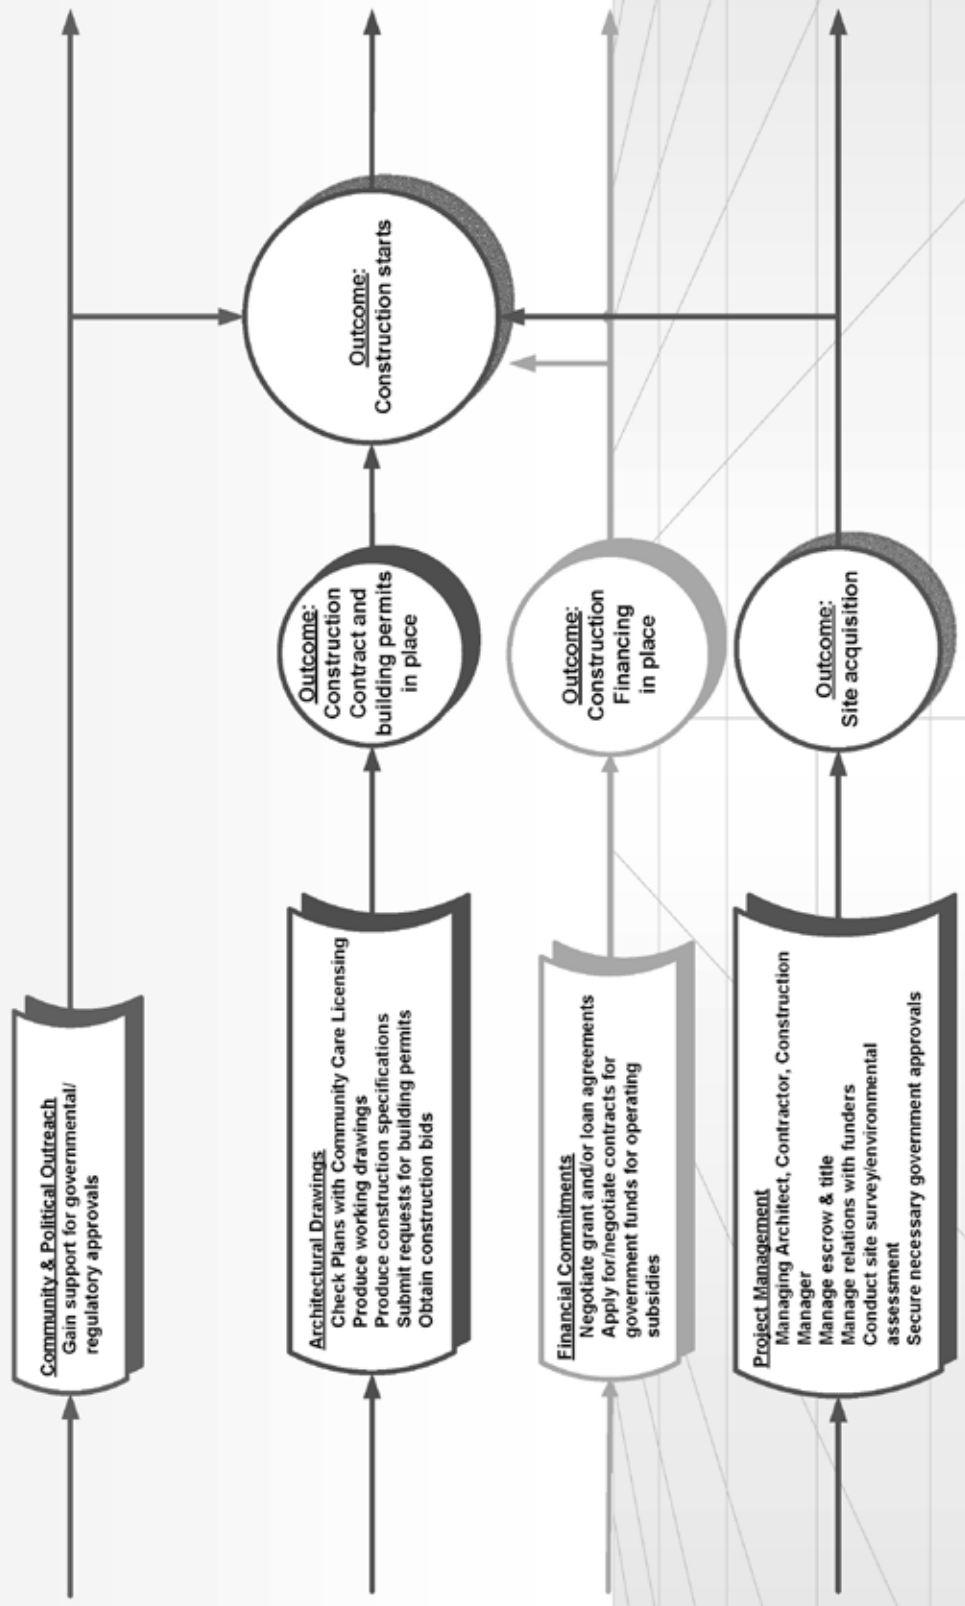 Community & Political Outreach
Gain support for governmental/
regulatory approvals
Architectural Drawings
Check Plans with Community Care Licensing
Produce working drawings
Produce construction specifications
Submit requests for building permits
Obtain construction bids
Financial Commitments
Negotiate grant and/or loan agreements
Apply for/negotiate contracts for
government funds for operating
subsidies
Project Management
Managing Architect, Contractor, Construction
Manager
Manage escrow & title
Manage relations with funders
Conduct site survey/environmental
assessment
Secure necessary government approvals
Outcome:
Construction
Contract and
building permits
in place
Outcome:
Construction
Financing
in place
Outcome:
Site acquisition
Outcome:
Construction starts